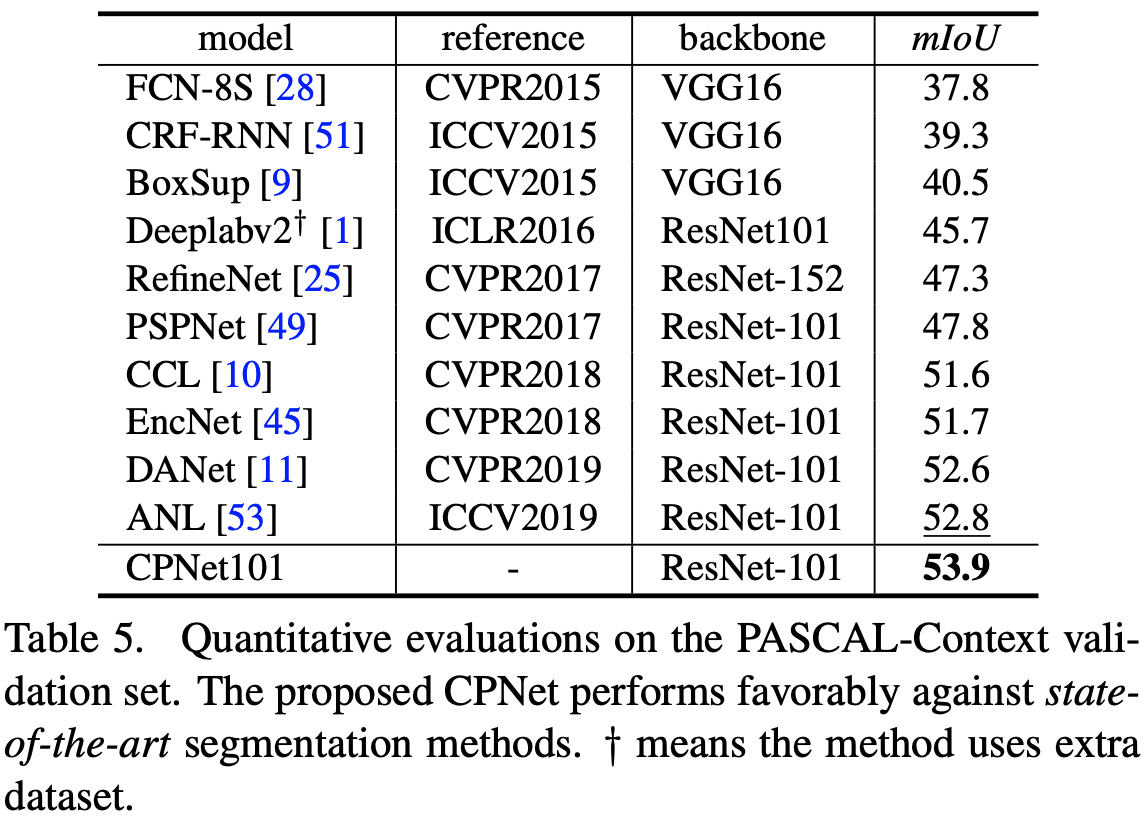 model reference backbone mIoU
FCN-8S [28] CVPR2015 VGG16 37.8
CRF-RNN [51] ICCV2015 VGG16 39.3
BoxSup [9] ICCV2015 VGG16 40.5
Deeplabv2† [1] ICLR2016 ResNet101 45.7
RefineNet [25] CVPR2017 ResNet-152 47.3
PSPNet [49] CVPR2017 ResNet-101 47.8
CCL [10] CVPR2018 ResNet-101 51.6
EncNet [45] CVPR2018 ResNet-101 51.7
DANet [11] CVPR2019 ResNet-101 52.6
ANL [53] ICCV2019 ResNet-101 52.8
CPNet101 - ResNet-101 53.9
Table 5. Quantitative evaluations on the PASCAL-Context vali-
dation set. The proposed CPNet performs favorably against state-
of-the-art segmentation methods. † means the method uses extra
dataset.